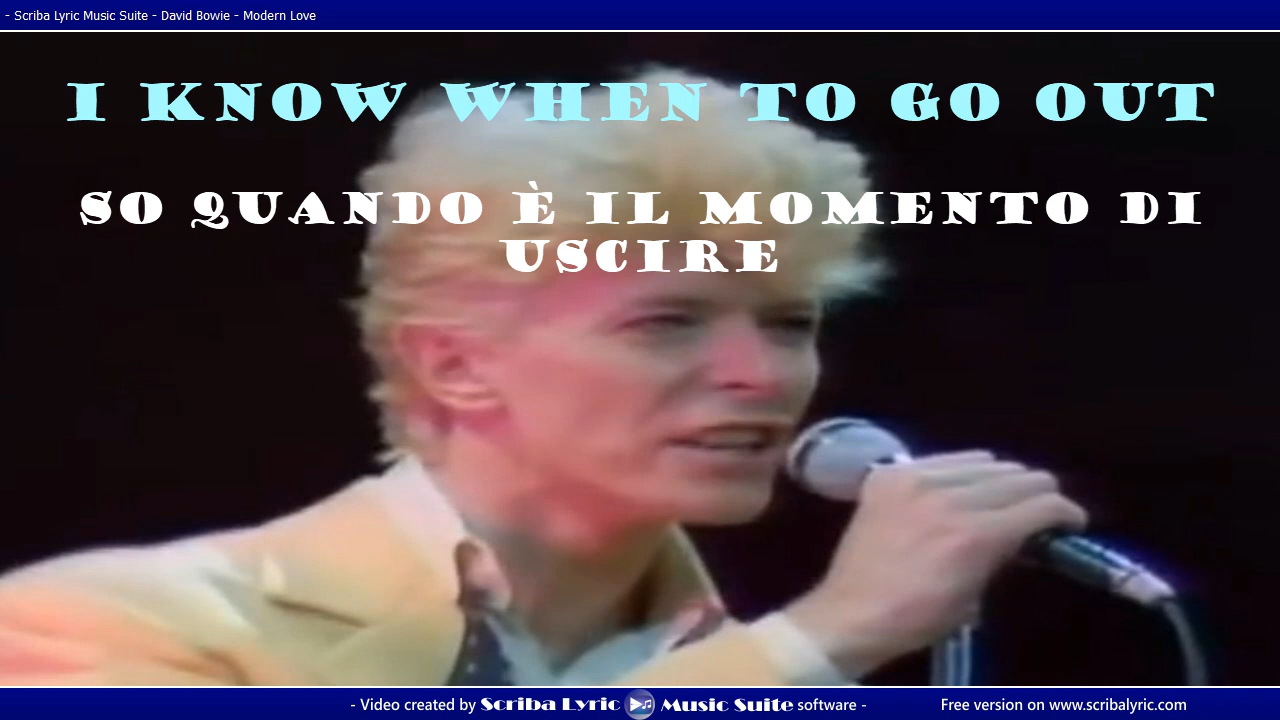 - Scriba Lyric Music Suite - David Bowie - Modern Love
I KNOW WHEN TO GO OUT
SO QUANDO È IL MOMENTO DI
USCIRE
- Video created by Scriba Lyric Music Suite software - Free version on www.scribalyric.com